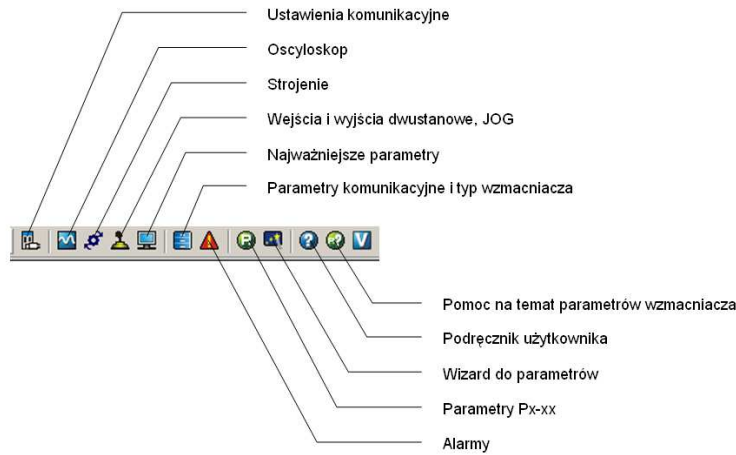 Ustawienia komunikacyjne
Oscyloskop
Strojenie
Wejścia i wyjścia dwustanowe, JOG
Najważniejsze parametry
Parametry komunikacyjne i typ wzmacniacza
P.
?
P?
V
Pomoc na temat parametrów wzmacniacza
Podręcznik użytkownika
Wizard do parametrów
Parametry Px-xx
Alarmy